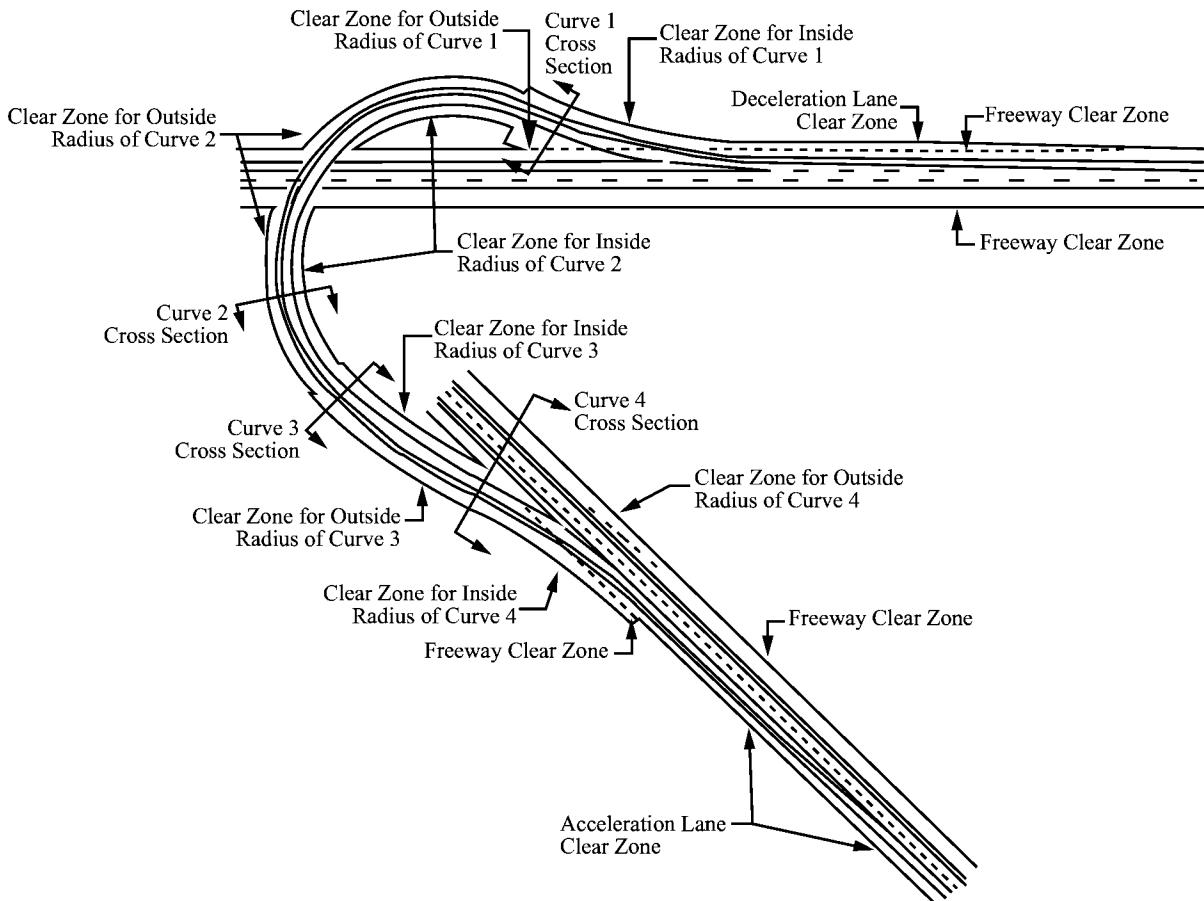 Clear Zone for Outside
Radius of Curve 1
Curve 1
Cross
Section
Clear Zone for Inside
Radius of Curve 1
Deceleration Lane
Clear Zone
Freeway Clear Zone
Clear Zone for Outside
Radius of Curve 2
Clear Zone for Inside
Radius of Curve 2
Freeway Clear Zone
Curve 2
Cross Section
Clear Zone for Inside
Radius of Curve 3
Curve 4
Cross Section
Curve 3
Cross Section
Clear Zone for Outside
Radius of Curve 4
Clear Zone for Outside
Radius of Curve 3
Clear Zone for Inside
Radius of Curve 4
Freeway Clear Zone
Freeway Clear Zone
Acceleration Lane
Clear Zone